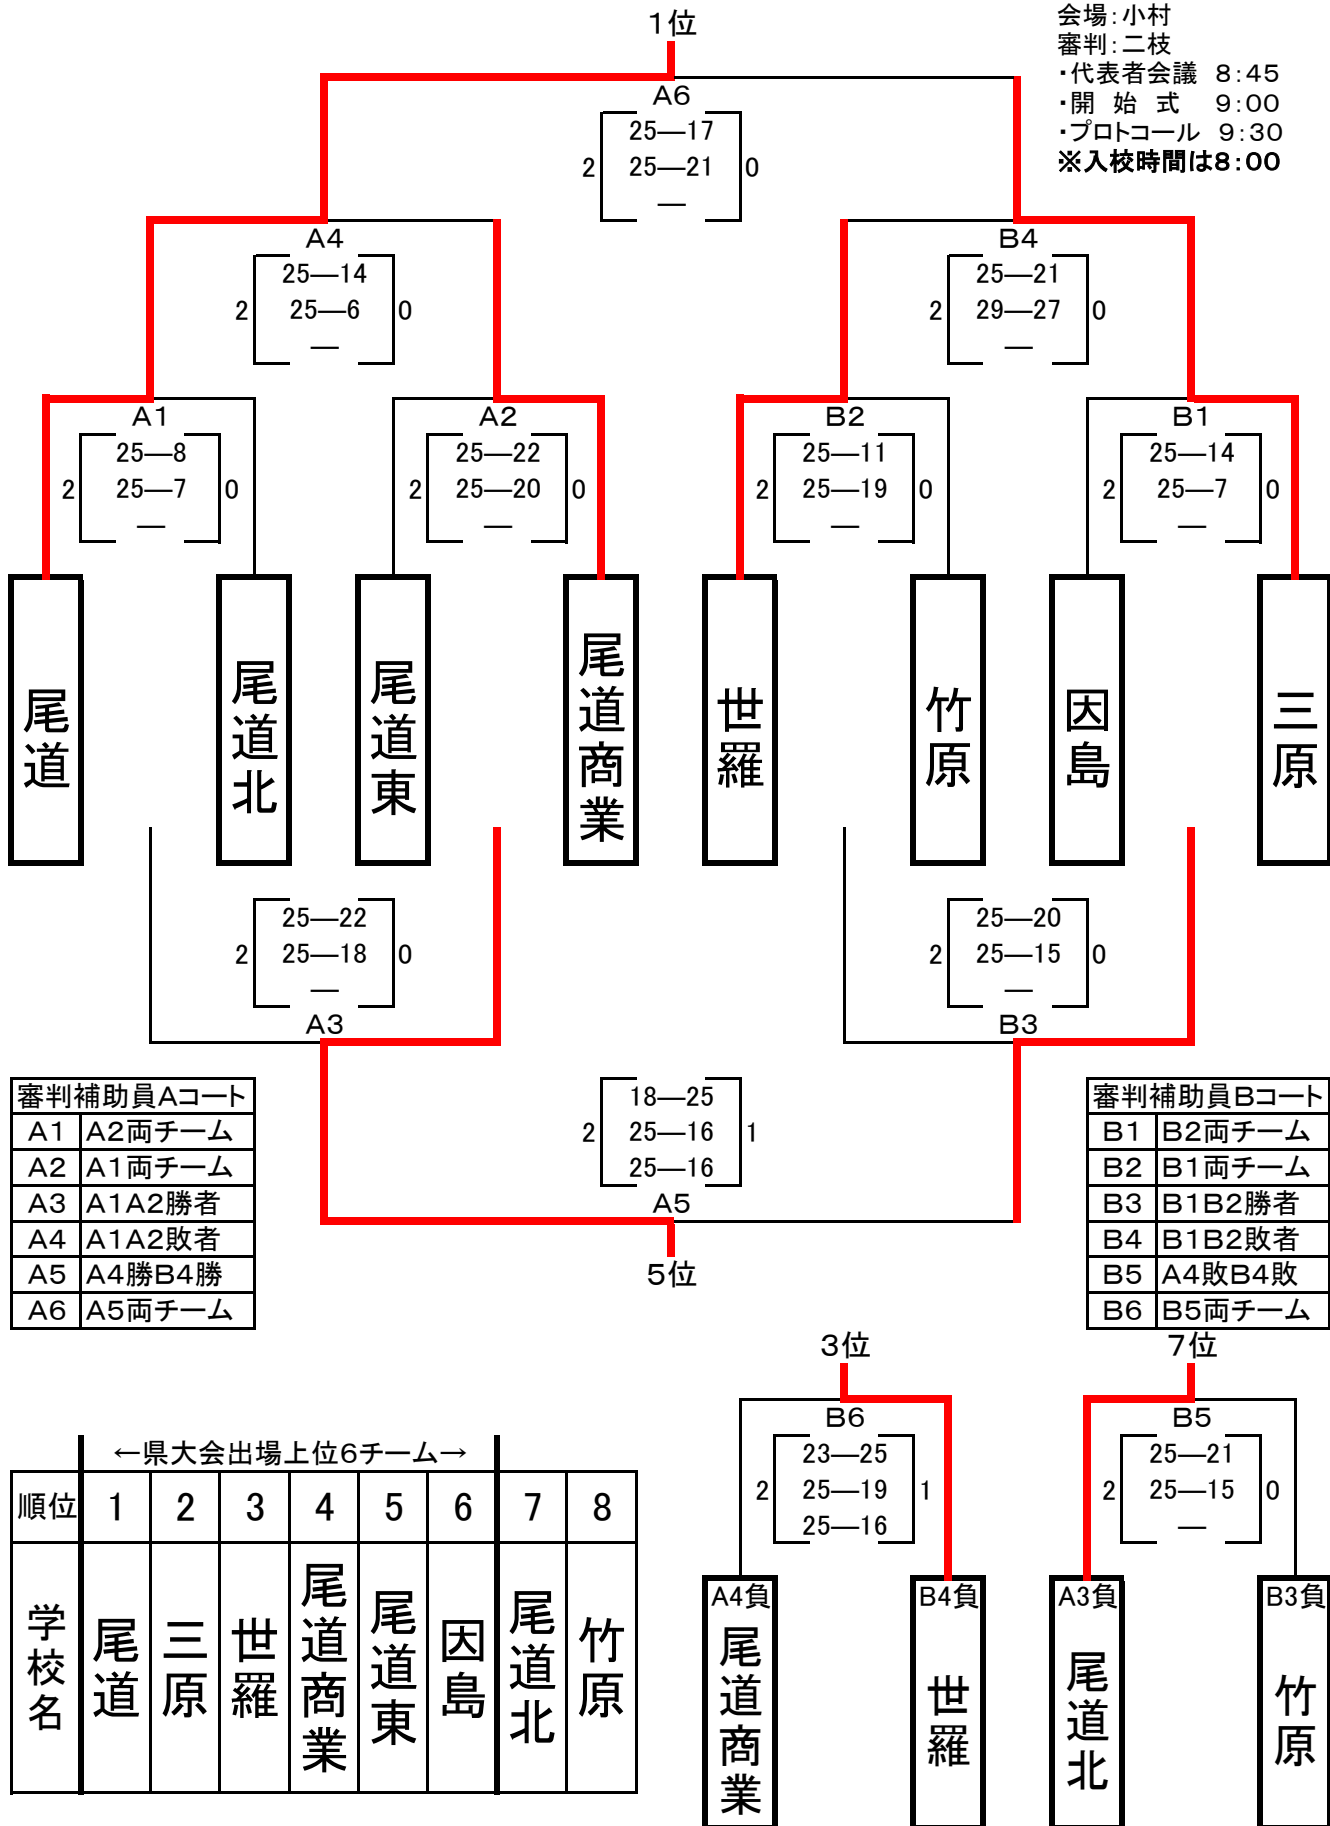 1位
会場:小村
審判:二枝
・代表者会議 8:45
・開 始 式 9:00
・プロトコール 9:30
※入校時間は8:00
A6
25―17
2 25―21 0
―
A4
25―14
2 25―6 0
―
B4
25―21
2 29―27 0
―
A1
25―8
2 25―7 0
―
A2
25―22
2 25―20 0
―
B2
25―11
2 25―19 0
―
B1
25―14
2 25―7 0
―
尾道
尾道北
尾道東
尾道商業
世羅
竹原
因島
三原
25―22
2 25―18 0
―
A3
25―20
2 25―15 0
―
B3
18―25
2 25―16 1
25―16
A5
5位
審判補助員Aコート
A1 A2両チーム
A2 A1両チーム
A3 A1A2勝者
A4 A1A2敗者
A5 A4勝B4勝
A6 A5両チーム
審判補助員Bコート
B1 B2両チーム
B2 B1両チーム
B3 B1B2勝者
B4 B1B2敗者
B5 A4敗B4敗
B6 B5両チーム
3位
B6
23―25
2 25―19 1
25―16
A4負
尾道商業
B4負
世羅
7位
B5
25―21
2 25―15 0
―
A3負
尾道北
B3負
竹原
←県大会出場上位6チーム→
順位 1 2 3 4 5 6 7 8
学校名 尾道 三原 世羅 尾道商業 尾道東 因島 尾道北 竹原